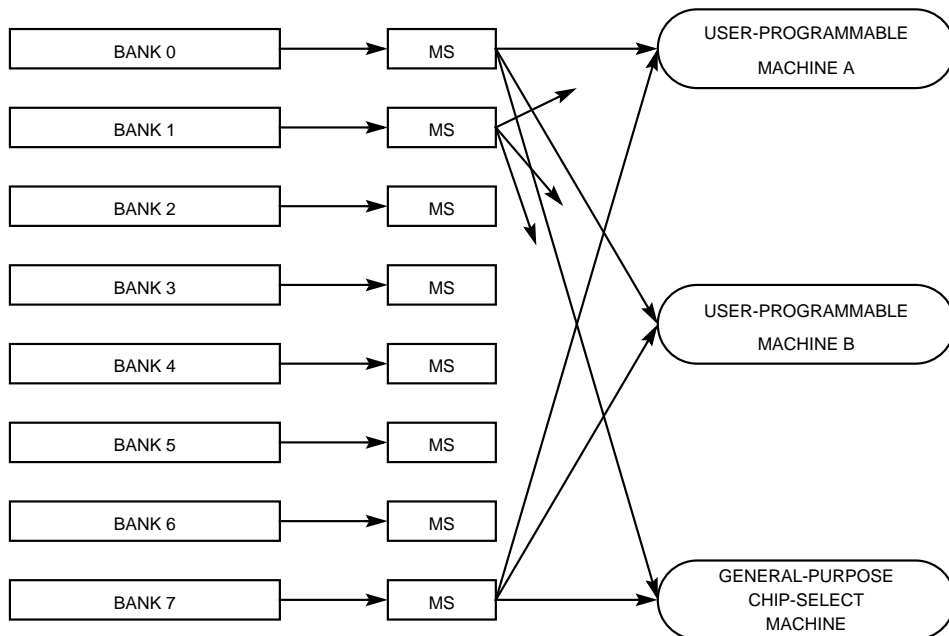 BANK 0
MS
USER-PROGRAMMABLE
MACHINE A
BANK 1
MS
BANK 2
MS
BANK 3
MS
USER-PROGRAMMABLE
MACHINE B
BANK 4
MS
BANK 5
MS
BANK 6
MS
BANK 7
MS
GENERAL-PURPOSE
CHIP-SELECT
MACHINE